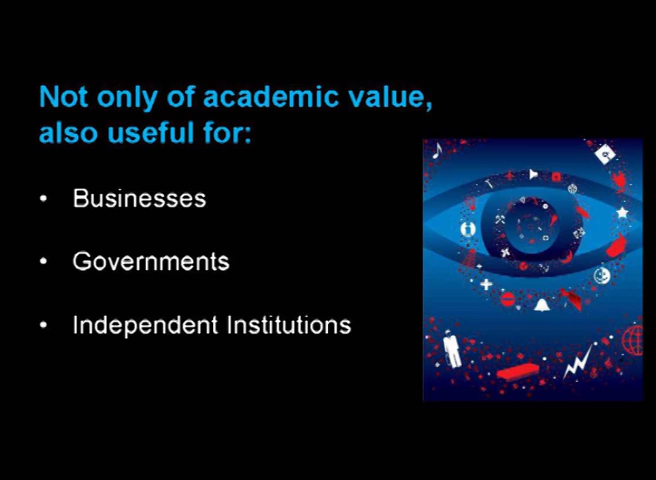 Not only of academic value,
also useful for:
• Businesses
• Governments
• Independent Institutions